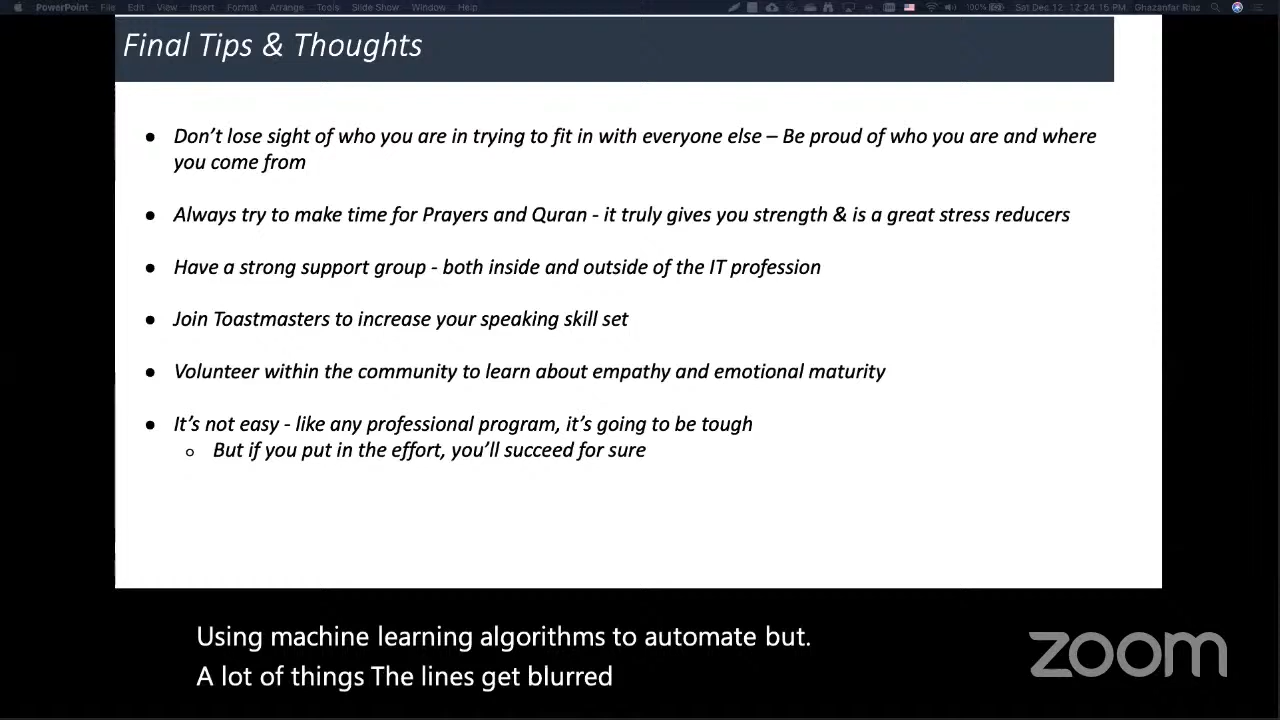 PowerPoint File Edit View Insert Format Arrange Tools Slide Show Window Help 100% Sat Dec 12 12:24:15 PM Ghazanfar Riaz
Final Tips & Thoughts
● Don’t lose sight of who you are in trying to fit in with everyone else – Be proud of who you are and where
you come from
● Always try to make time for Prayers and Quran - it truly gives you strength & is a great stress reducers
● Have a strong support group - both inside and outside of the IT profession
● Join Toastmasters to increase your speaking skill set
● Volunteer within the community to learn about empathy and emotional maturity
● It’s not easy - like any professional program, it’s going to be tough
○ But if you put in the effort, you’ll succeed for sure
Using machine learning algorithms to automate but.
A lot of things The lines get blurred
zoom